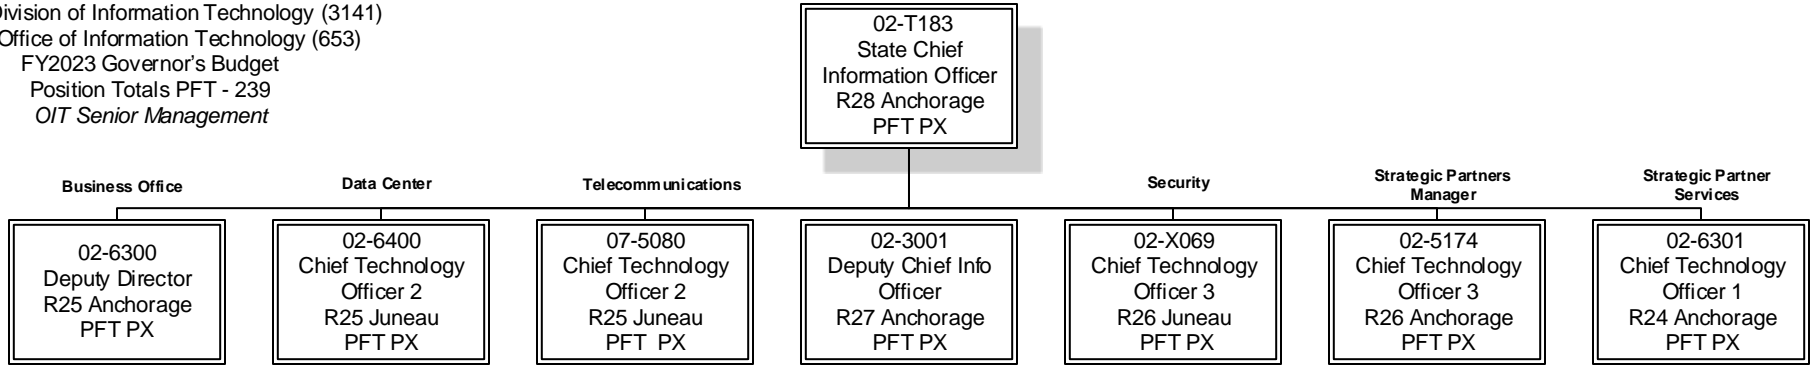 Division of Information Technology (3141)
Office of Information Technology (653)
FY2023 Governor's Budget
Position Totals PFT - 239
OIT Senior Management
02-T183
State Chief
Information Officer
R28 Anchorage
PFT PX
Business Office
Data Center
Telecommunications
Security
Strategic Partners
Manager
Strategic Partner
Services
02-6300
Deputy Director
R25 Anchorage
PFT PX
02-6400
Chief Technology
Officer 2
R25 Juneau
PFT PX
07-5080
Chief Technology
Officer 2
R25 Juneau
PFT PX
02-3001
Deputy Chief Info
Officer
R27 Anchorage
PFT PX
02-X069
Chief Technology
Officer 3
R26 Juneau
PFT PX
02-5174
Chief Technology
Officer 3
R26 Anchorage
PFT PX
02-6301
Chief Technology
Officer 1
R24 Anchorage
PFT PX